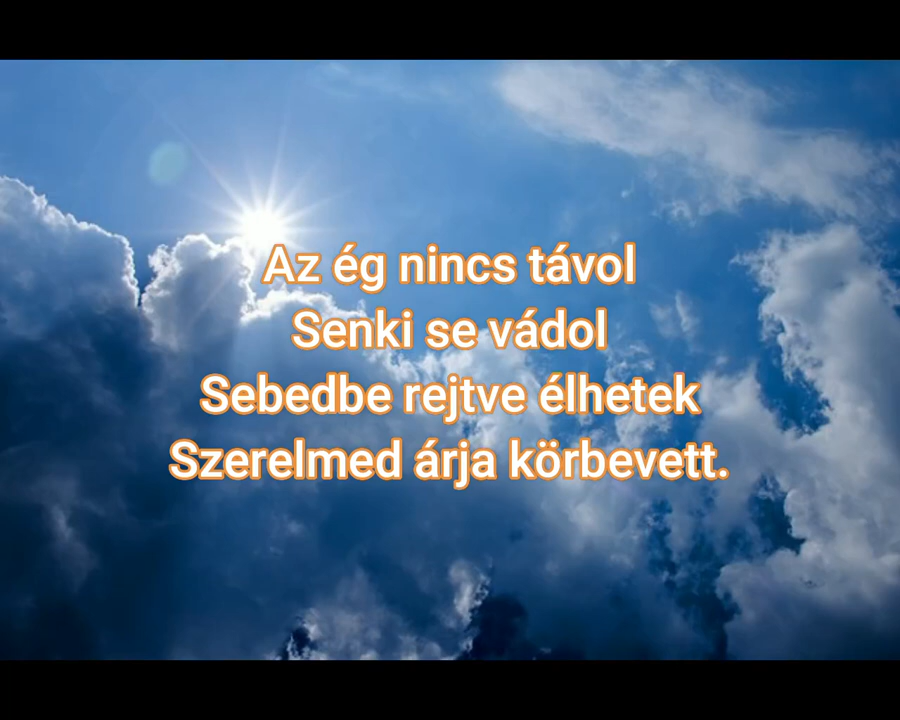 Az ég nincs távol
Senki se vádol
Sebedbe rejtve élhetek
Szerelmed árja körbevett.